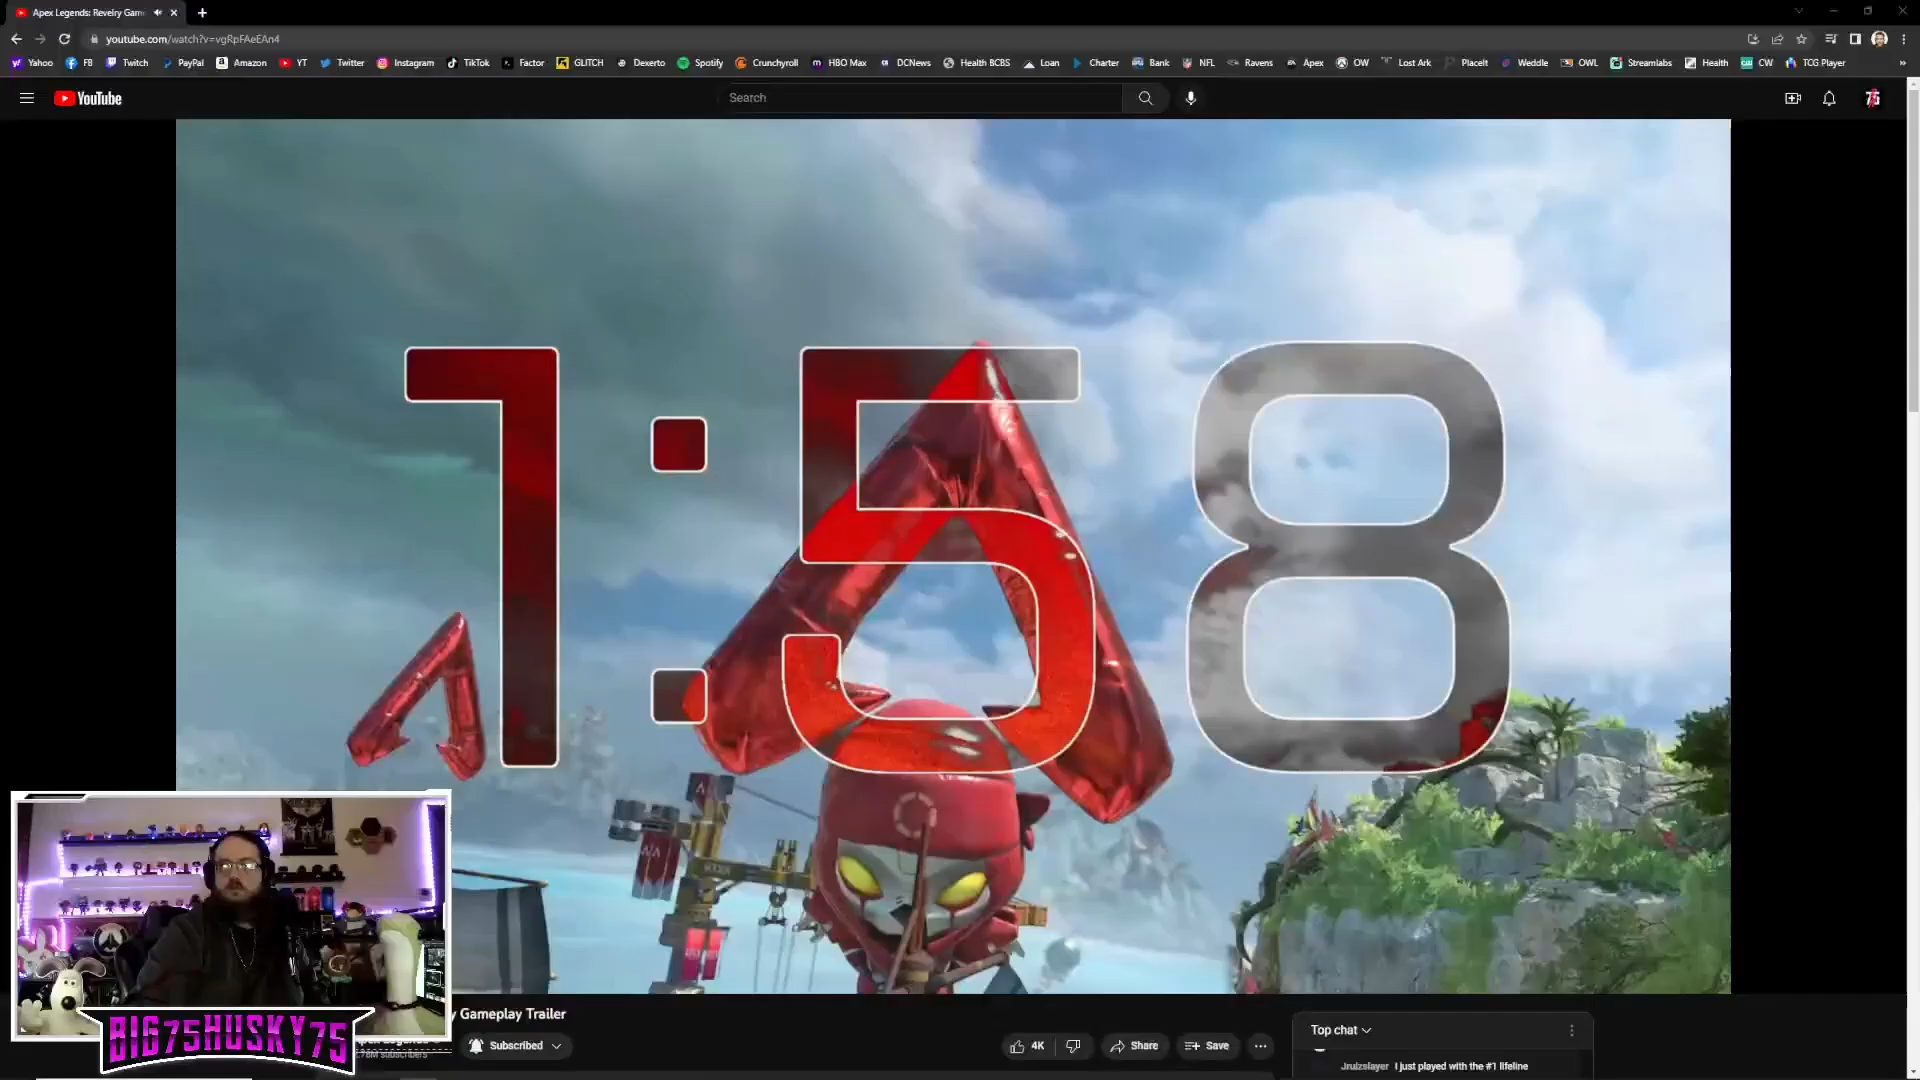 Apex Legends: Revelry Gam
youtube.com/watch?v=vgRpFAeEAn4
Yahoo FB Twitch PayPal Amazon YT Twitter Instagram TikTok Factor GLITCH Dexerto Spotify Crunchyroll HBO Max DCNews Health BCBS Loan Charter Bank NFL Ravens Apex OW Lost Ark PlaceIt Weddle OWL Streamlabs Health CW TCG Player
YouTube
Search
75
1:58
y Gameplay Trailer
Subscribed
4K
Share
Save
Top chat
.78M subscribers
Jruizslayer I just played with the #1 lifeline
BIG75HUSKY75